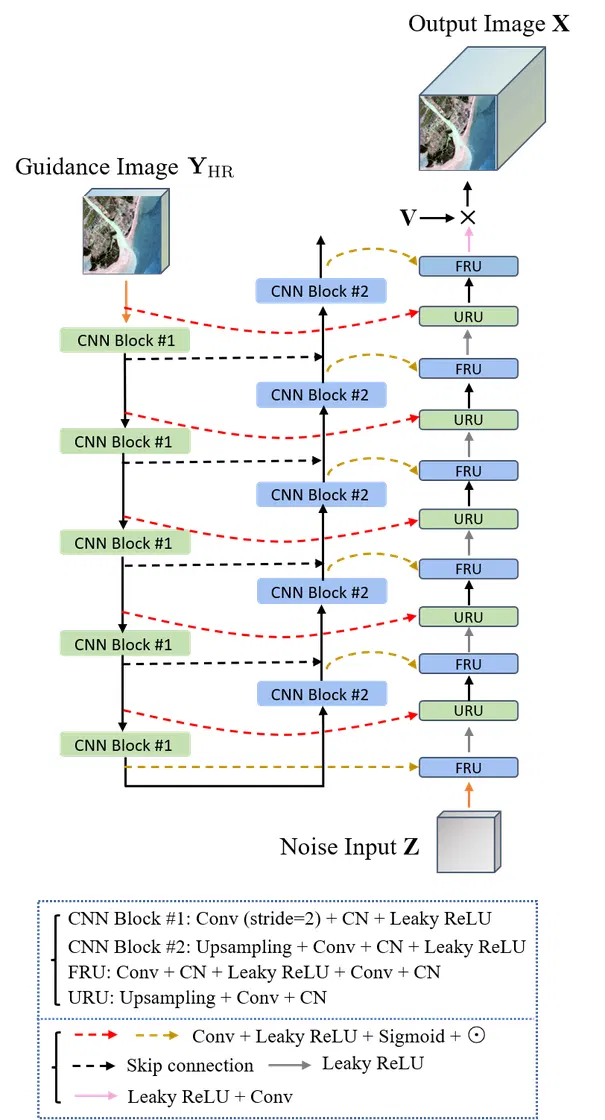 Output Image X
Guidance Image Y_HR
V
×
FRU
CNN Block #2
URU
CNN Block #1
FRU
CNN Block #2
URU
CNN Block #1
FRU
CNN Block #2
URU
CNN Block #1
FRU
CNN Block #2
URU
CNN Block #1
FRU
CNN Block #2
URU
CNN Block #1
FRU
Noise Input Z
CNN Block #1: Conv (stride=2) + CN + Leaky ReLU
CNN Block #2: Upsampling + Conv + CN + Leaky ReLU
FRU: Conv + CN + Leaky ReLU + Conv + CN
URU: Upsampling + Conv + CN
Conv + Leaky ReLU + Sigmoid + ⊙
Skip connection Leaky ReLU
Leaky ReLU + Conv